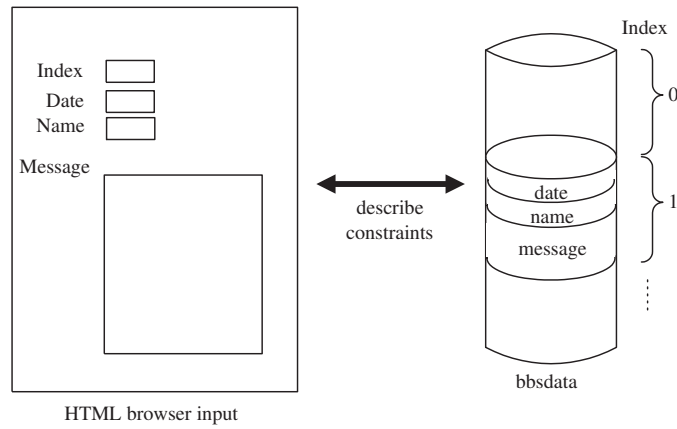 Index
Date
Name
Message
HTML browser input
describe
constraints
Index
0
date
name
message
1
bbsdata